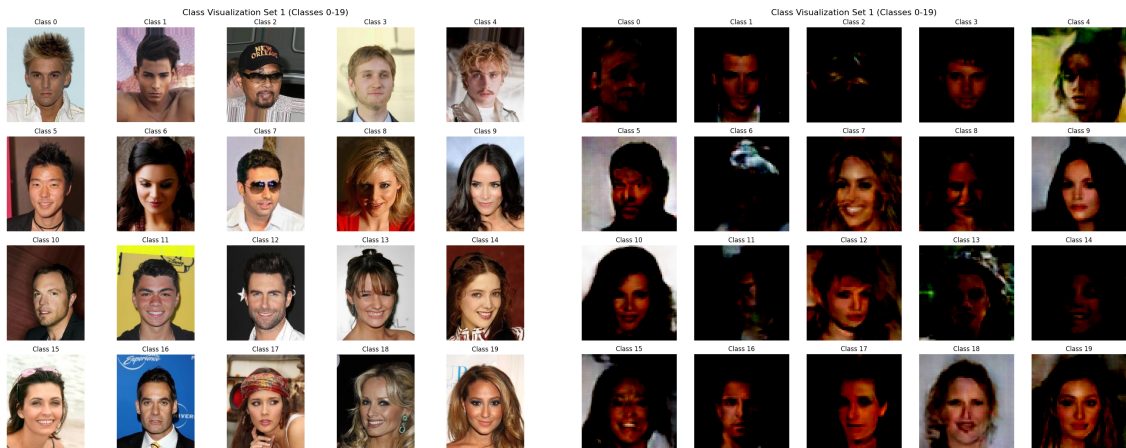 Class Visualization Set 1 (Classes 0-19)
Class 0 Class 1 Class 2 Class 3 Class 4
NEW
ORLEANS
Class 5 Class 6 Class 7 Class 8 Class 9
Class 10 Class 11 Class 12 Class 13 Class 14
Class 15 Class 16 Class 17 Class 18 Class 19
Class Visualization Set 1 (Classes 0-19)
Class 0 Class 1 Class 2 Class 3 Class 4
Class 5 Class 6 Class 7 Class 8 Class 9
Class 10 Class 11 Class 12 Class 13 Class 14
Class 15 Class 16 Class 17 Class 18 Class 19